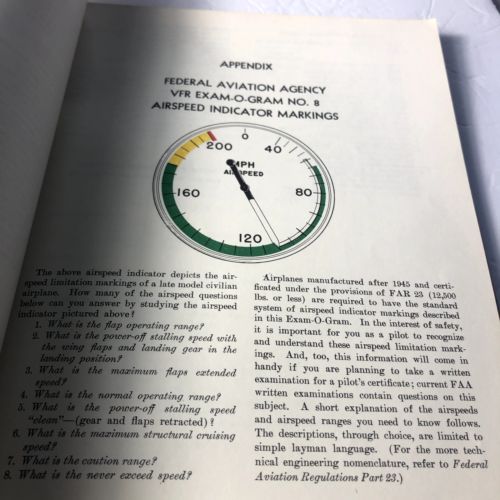 APPENDIX
FEDERAL AVIATION AGENCY
VFR EXAM-O-GRAM NO. 8
AIRSPEED INDICATOR MARKINGS
0
200
40
MPH
AIRSPEED
160
80
120
The above airspeed indicator depicts the air-
speed limitation markings of a late model civilian
airplane. How many of the airspeed questions
below can you answer by studying the airspeed
indicator pictured above?
1. What is the flap operating range?
2. What is the power-off stalling speed with
the wing flaps and landing gear in the
landing position?
3. What is the maximum flaps extended
speed?
4. What is the normal operating range?
5. What is the power-off stalling speed
"clean"—(gear and flaps retracted)?
6. What is the maximum structural cruising
speed?
7. What is the caution range?
8. What is the never exceed speed?
Airplanes manufactured after 1945 and certi-
ficated under the provisions of FAR 23 (12,500
lbs. or less) are required to have the standard
system of airspeed indicator markings described
in this Exam-O-Gram. In the interest of safety,
it is important for you as a pilot to recognize
and understand these airspeed limitation mark-
ings. And, too, this information will come in
handy if you are planning to take a written
examination for a pilot's certificate; current FAA
written examinations contain questions on this
subject. A short explanation of the airspeeds
and airspeed ranges you need to know follows.
The descriptions, through choice, are limited to
simple layman language. (For the more tech-
nical engineering nomenclature, refer to Federal
Aviation Regulations Part 23.)